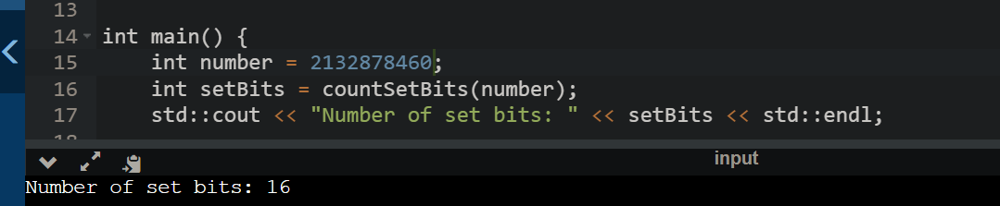 13
14 int main() {
15 int number = 2132878460;
16 int setBits = countSetBits(number);
17 std::cout << "Number of set bits: " << setBits << std::endl;
18
input
Number of set bits: 16